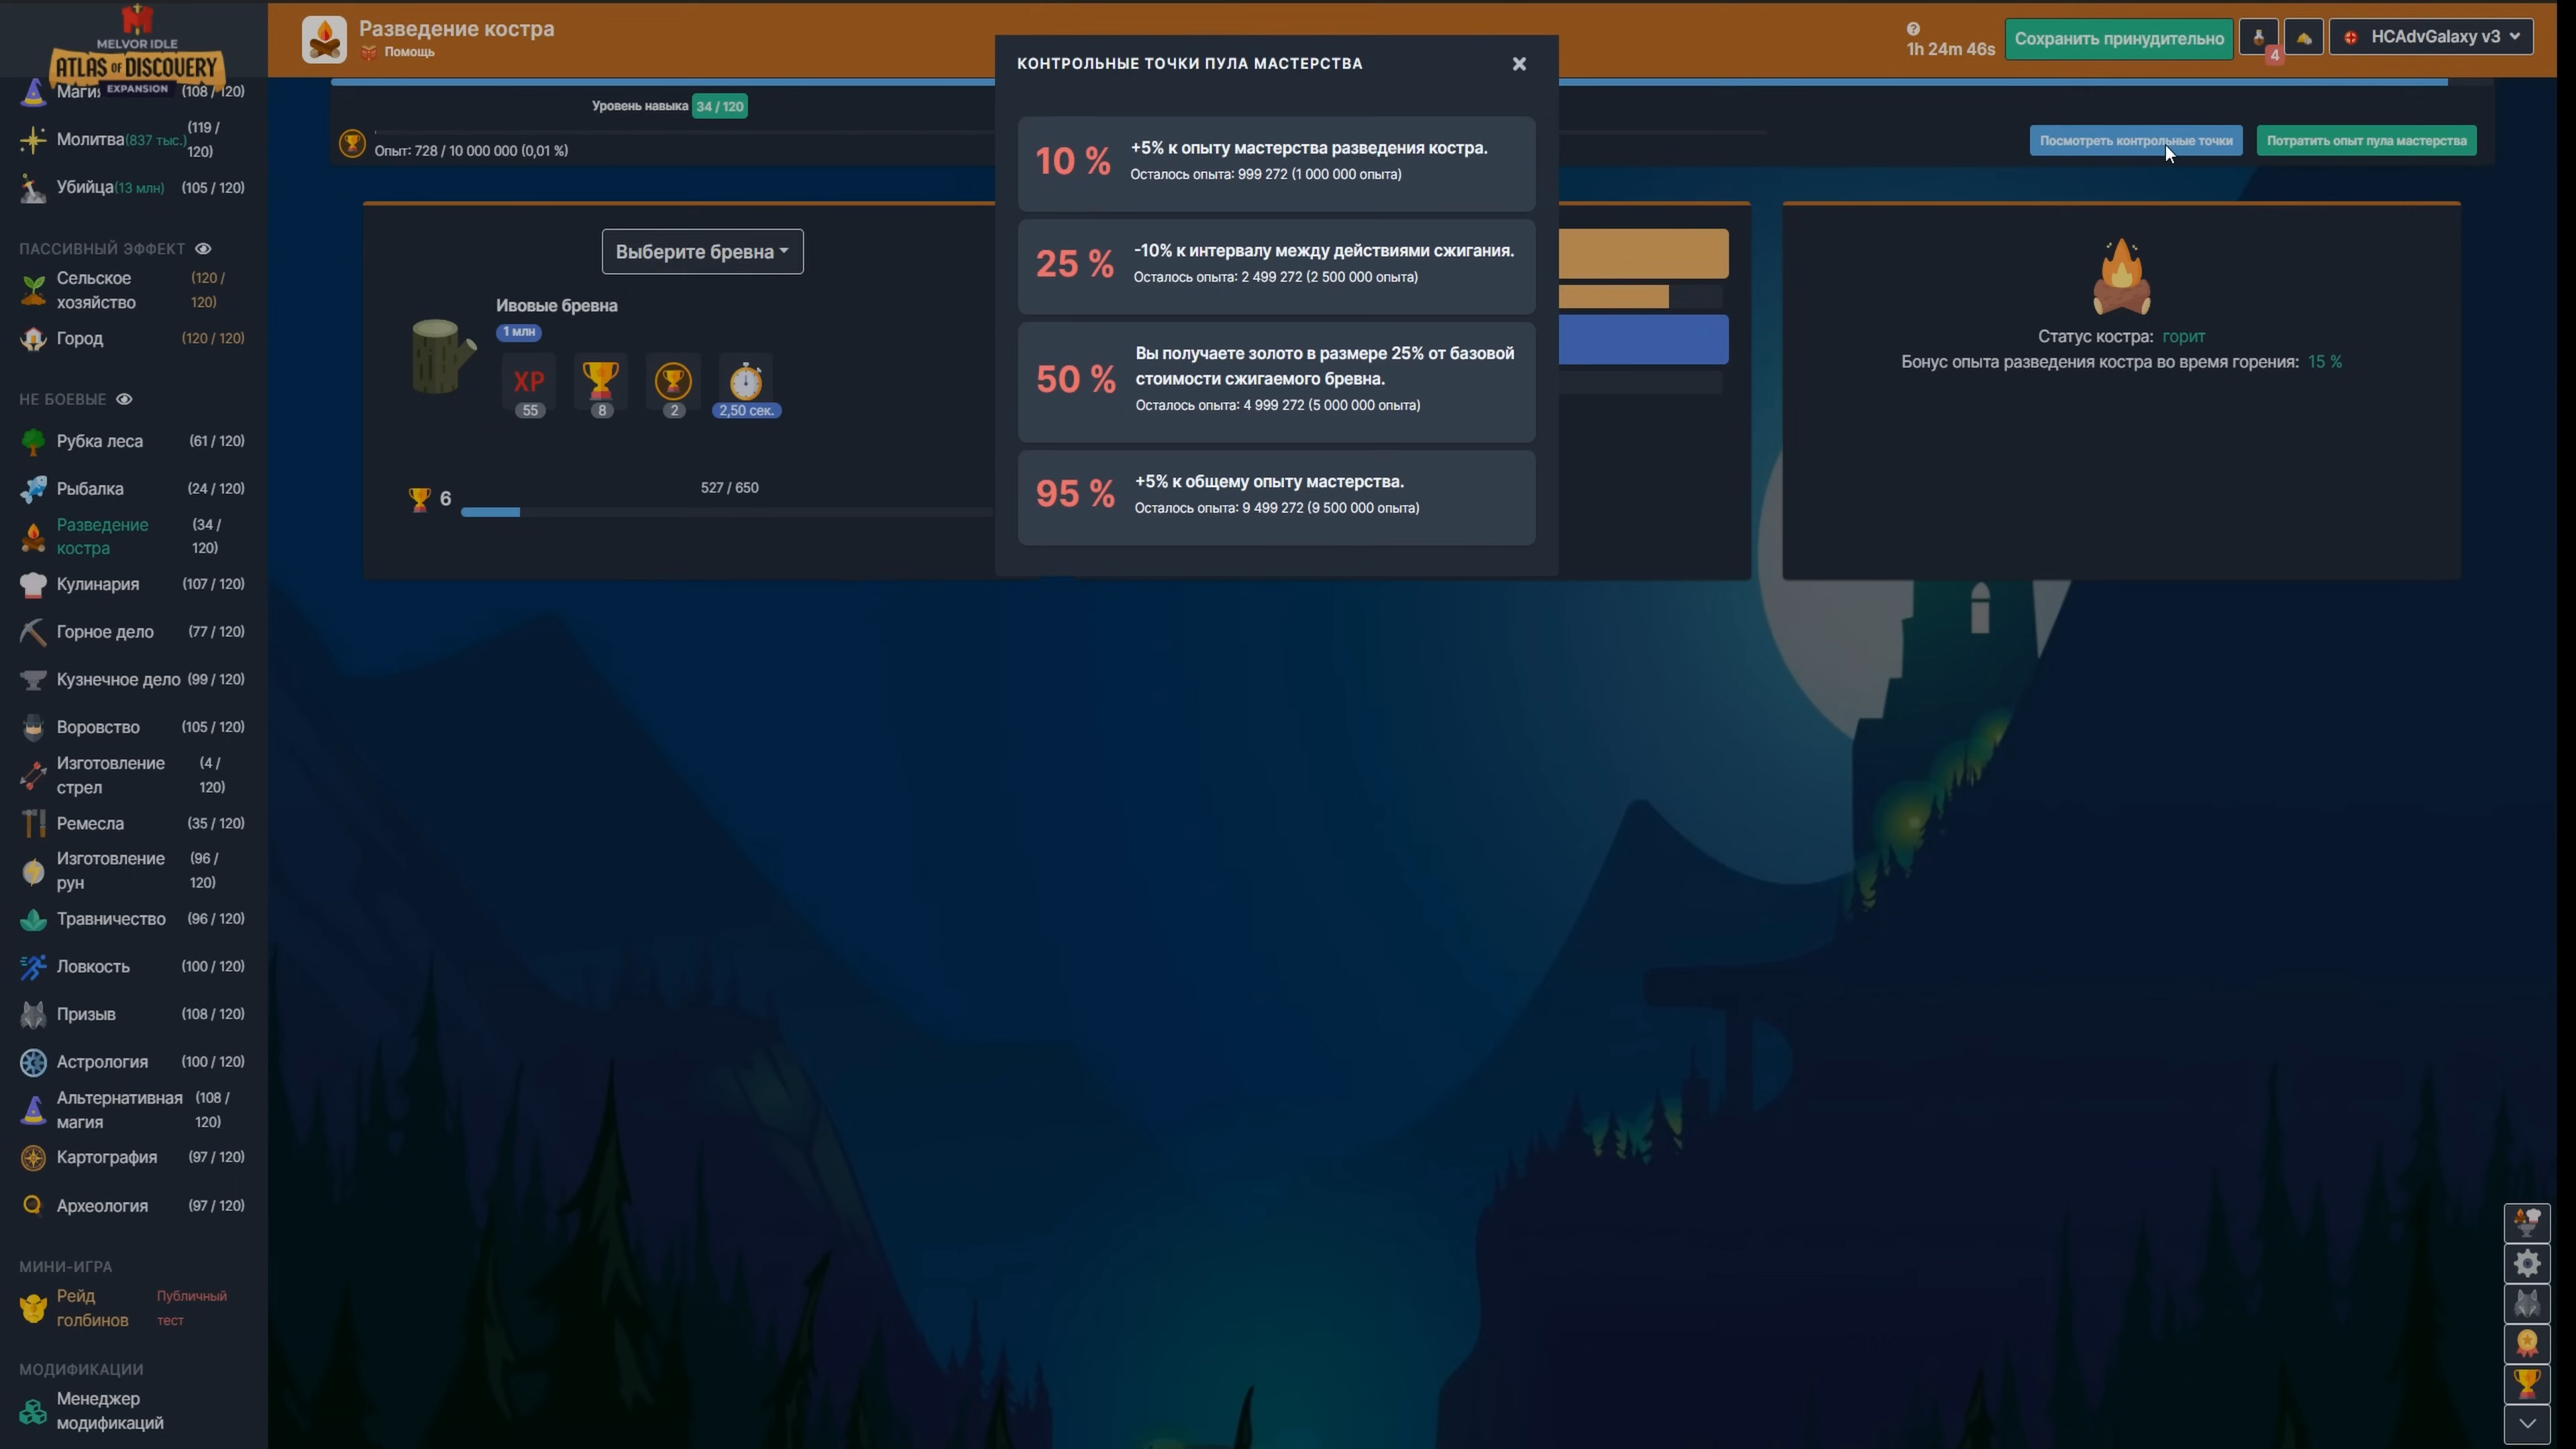 MELVOR IDLE
ATLAS OF DISCOVERY
EXPANSION
Магия (108 / 120)
Молитва (837 тыс.) (119 / 120)
Убийца (13 млн) (105 / 120)
ПАССИВНЫЙ ЭФФЕКТ
Сельское хозяйство (120 / 120)
Город (120 / 120)
НЕ БОЕВЫЕ
Рубка леса (61 / 120)
Рыбалка (24 / 120)
Разведение костра (34 / 120)
Кулинария (107 / 120)
Горное дело (77 / 120)
Кузнечное дело (99 / 120)
Воровство (105 / 120)
Изготовление стрел (4 / 120)
Ремесла (35 / 120)
Изготовление рун (96 / 120)
Травничество (96 / 120)
Ловкость (100 / 120)
Призыв (108 / 120)
Астрология (100 / 120)
Альтернативная магия (108 / 120)
Картография (97 / 120)
Археология (97 / 120)
МИНИ-ИГРА
Рейд голбинов Публичный тест
МОДИФИКАЦИИ
Менеджер модификаций
Разведение костра
Помощь
1h 24m 46s
Сохранить принудительно
4
HCAdvGalaxy v3
Уровень навыка 34 / 120
Опыт: 728 / 10 000 000 (0,01 %)
Посмотреть контрольные точки
Потратить опыт пула мастерства
Выберите бревна
Ивовые бревна
1 млн
XP
55
8
2
2,50 сек.
6
527 / 650
КОНТРОЛЬНЫЕ ТОЧКИ ПУЛА МАСТЕРСТВА
10 %
+5% к опыту мастерства разведения костра.
Осталось опыта: 999 272 (1 000 000 опыта)
25 %
-10% к интервалу между действиями сжигания.
Осталось опыта: 2 499 272 (2 500 000 опыта)
50 %
Вы получаете золото в размере 25% от базовой
стоимости сжигаемого бревна.
Осталось опыта: 4 999 272 (5 000 000 опыта)
95 %
+5% к общему опыту мастерства.
Осталось опыта: 9 499 272 (9 500 000 опыта)
Статус костра: горит
Бонус опыта разведения костра во время горения: 15 %